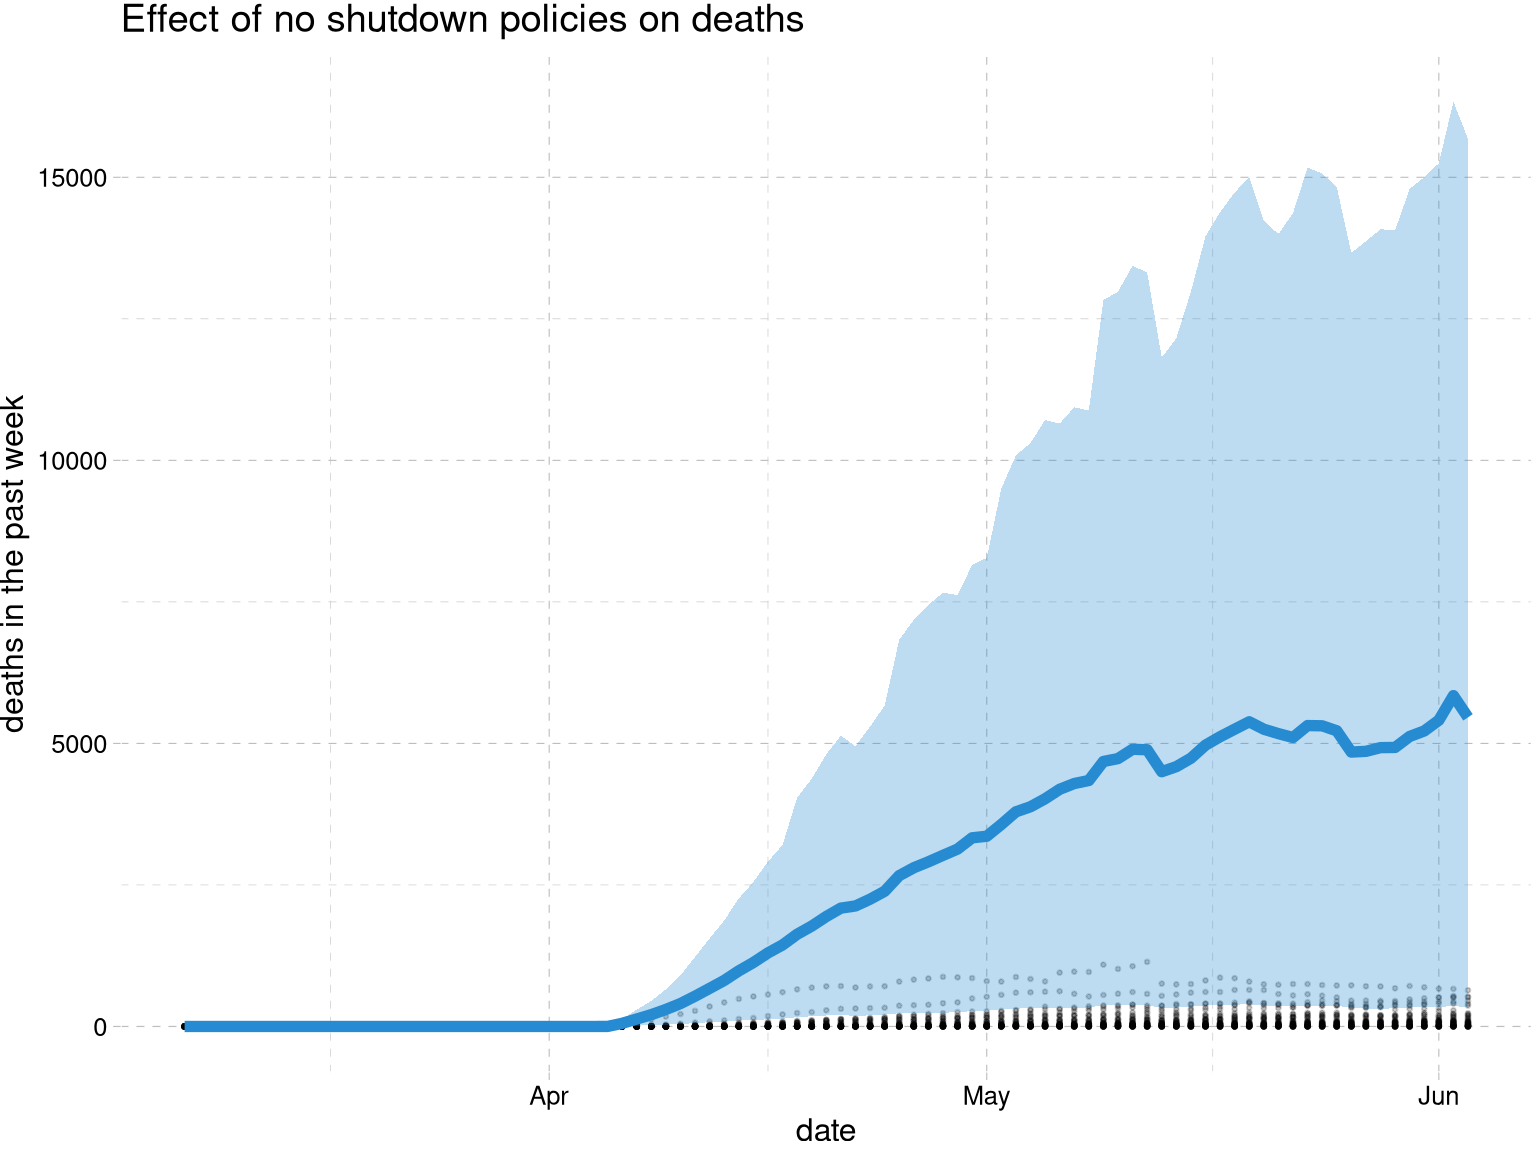 Effect of no shutdown policies on deaths
deaths in the past week
15000
10000
5000
0
Apr
May
Jun
date